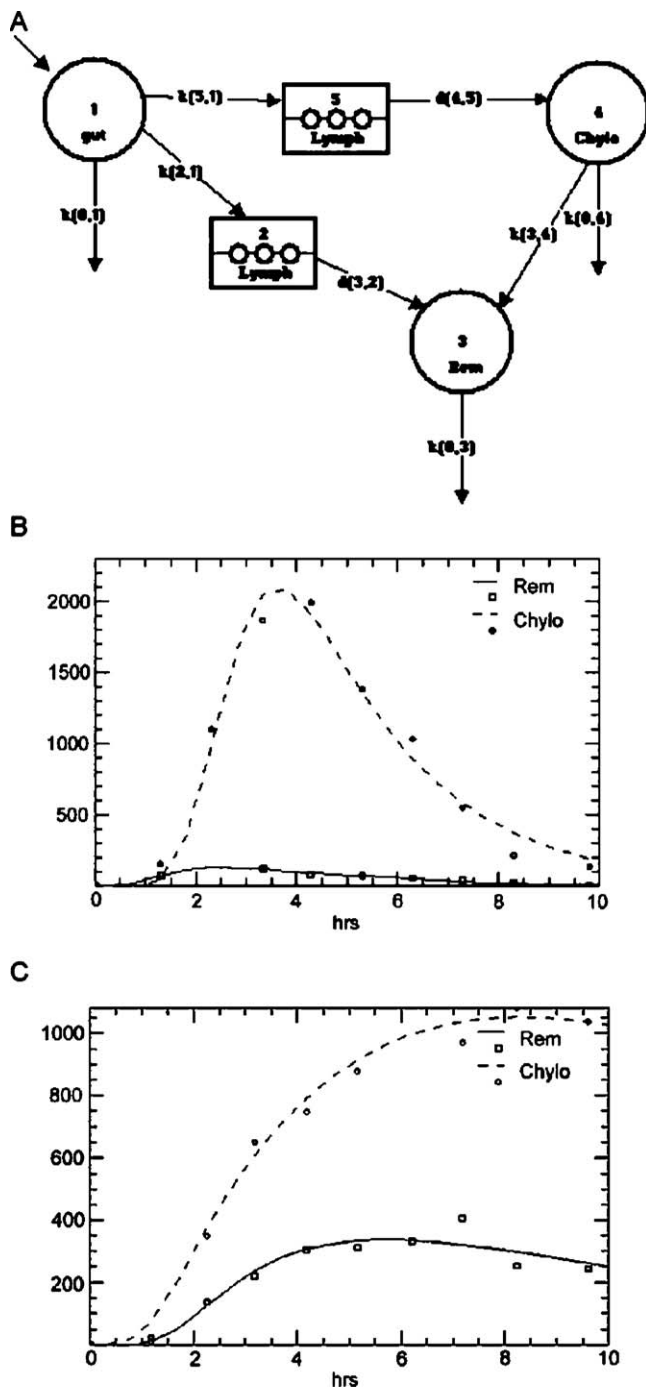 A
1
gut
k(5,1)
5
Lymph
d(4,5)
4
Chylo
k(2,1)
k(0,1)
2
Lymph
d(3,2)
k(3,4)
k(0,4)
3
Rem
k(0,3)
B
2000
1500
1000
500
0 2 4 6 8 10
hrs
Rem
Chylo
C
1000
800
600
400
200
0 2 4 6 8 10
hrs
Rem
Chylo